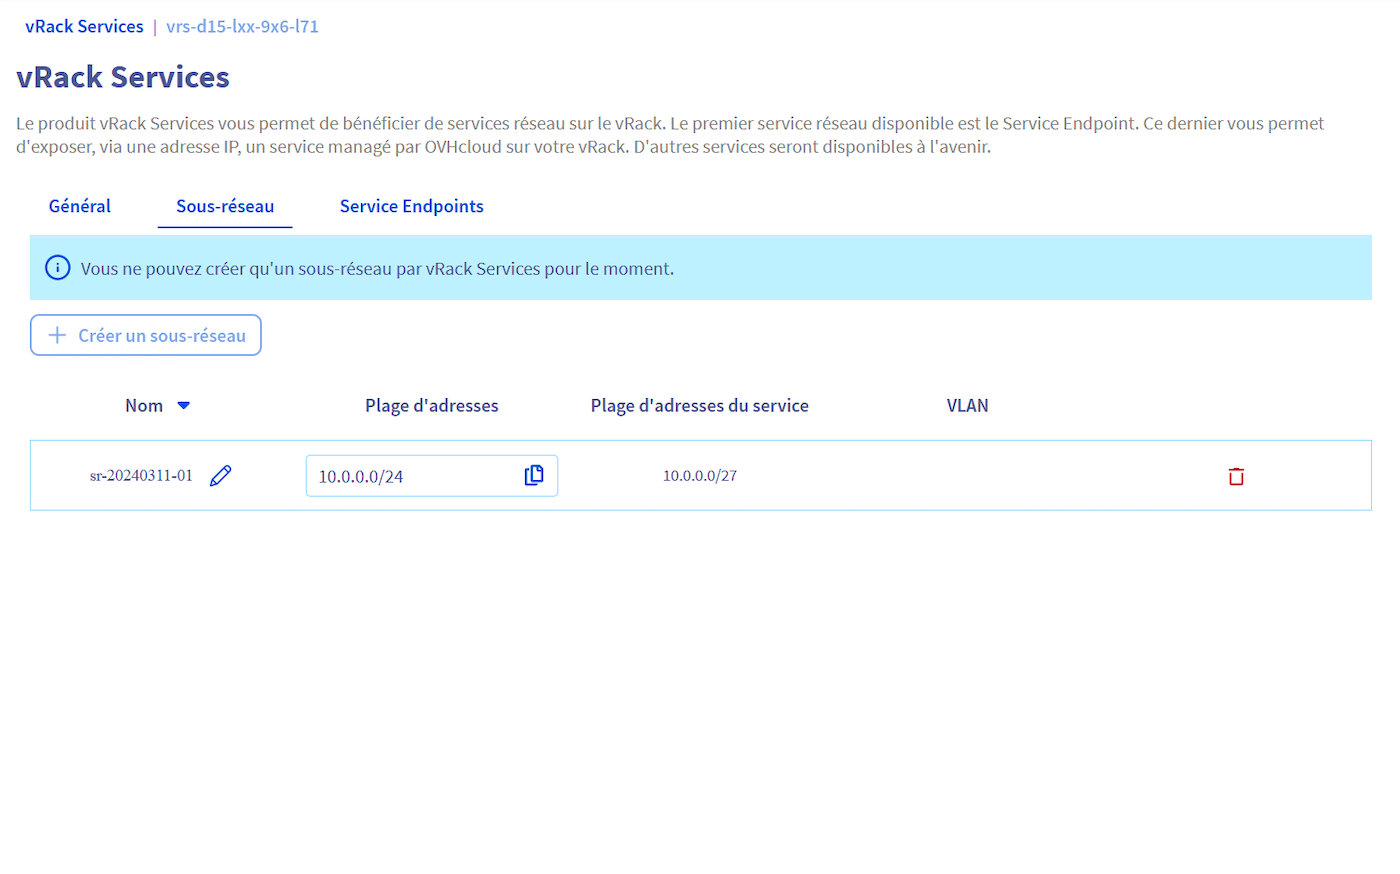 vRack Services | vrs-d15-lxx-9x6-l71
vRack Services
Le produit vRack Services vous permet de bénéficier de services réseau sur le vRack. Le premier service réseau disponible est le Service Endpoint. Ce dernier vous permet
d'exposer, via une adresse IP, un service managé par OVHcloud sur votre vRack. D'autres services seront disponibles à l'avenir.
Général Sous-réseau Service Endpoints
Vous ne pouvez créer qu'un sous-réseau par vRack Services pour le moment.
Créer un sous-réseau
Nom Plage d'adresses Plage d'adresses du service VLAN
sr-20240311-01 10.0.0.0/24 10.0.0.0/27